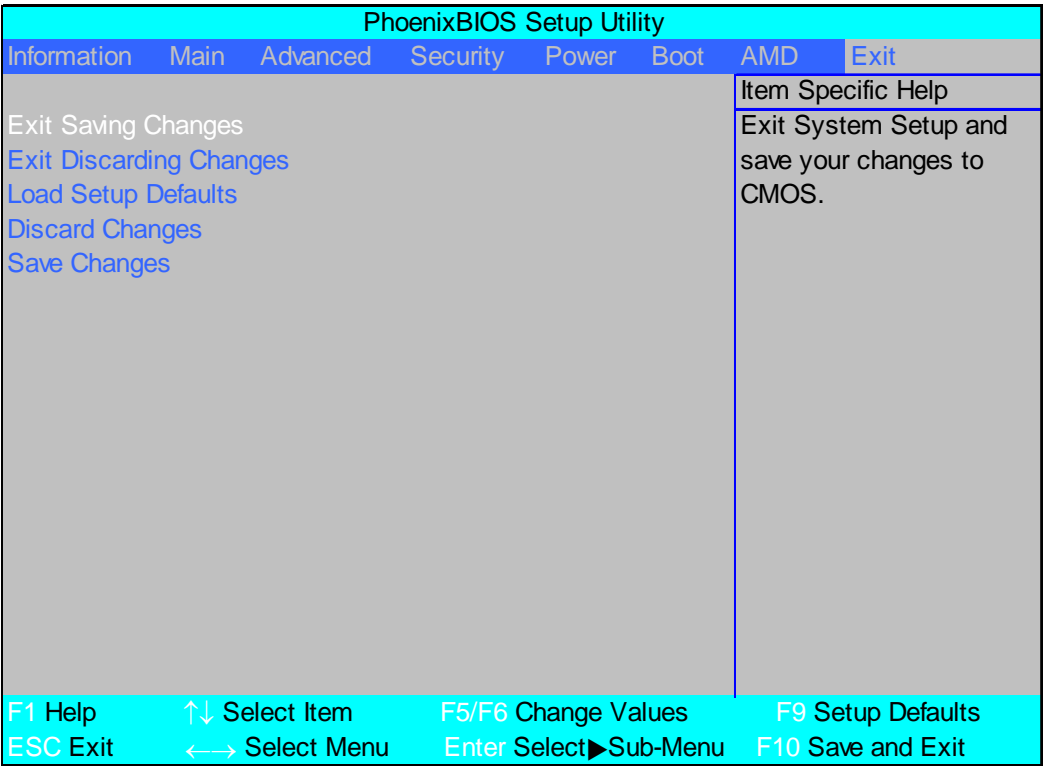 PhoenixBIOS Setup Utility
Information Main Advanced Security Power Boot AMD Exit
Item Specific Help
Exit Saving Changes
Exit Discarding Changes
Load Setup Defaults
Discard Changes
Save Changes
Exit System Setup and
save your changes to
CMOS.
F1 Help ↑↓ Select Item F5/F6 Change Values F9 Setup Defaults
ESC Exit ←→ Select Menu Enter Select▶Sub-Menu F10 Save and Exit